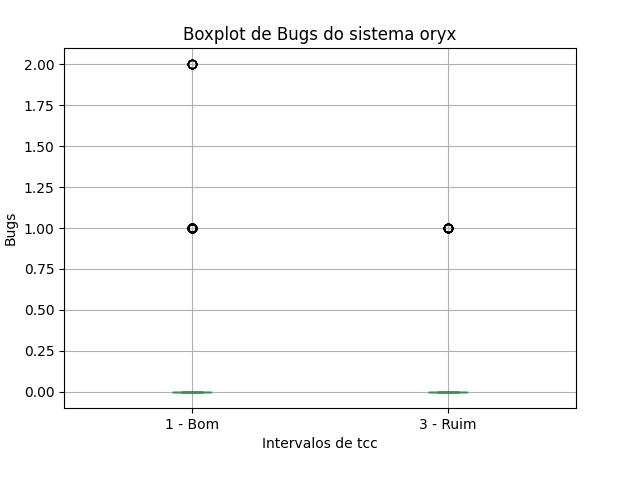 Boxplot de Bugs do sistema oryx
2.00
1.75
1.50
1.25
1.00
0.75
0.50
0.25
0.00
Bugs
1 - Bom
3 - Ruim
Intervalos de tcc